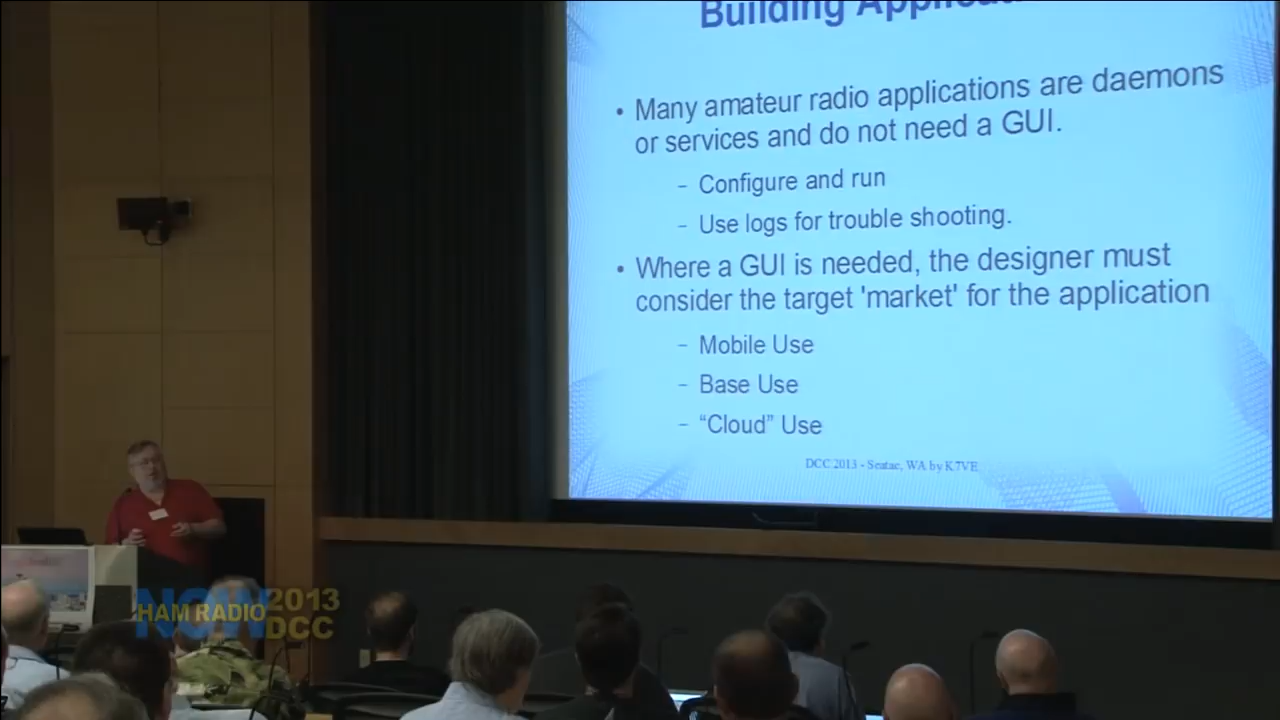 Building
• Many amateur radio applications are daemons
or services and do not need a GUI.
– Configure and run
– Use logs for trouble shooting.
• Where a GUI is needed, the designer must
consider the target 'market' for the application
– Mobile Use
– Base Use
– “Cloud” Use
DCC 2013 - Seatac, WA by K7VE
HAM RADIO
NOW
2013
DCC